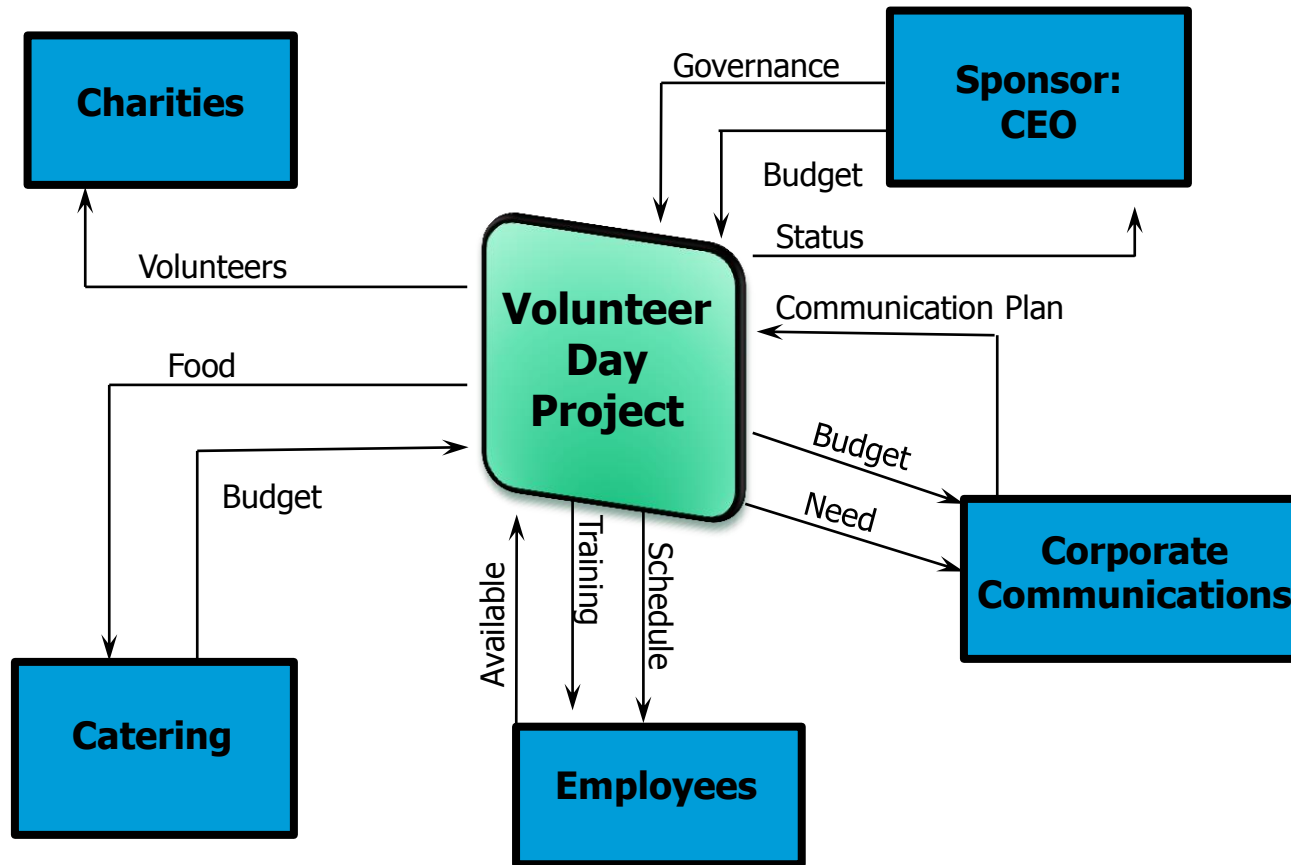 Charities
Governance
Sponsor:
CEO
Budget
Status
Volunteers
Volunteer
Day
Project
Communication Plan
Food
Budget
Budget
Need
Corporate
Communications
Available
Training
Schedule
Catering
Employees